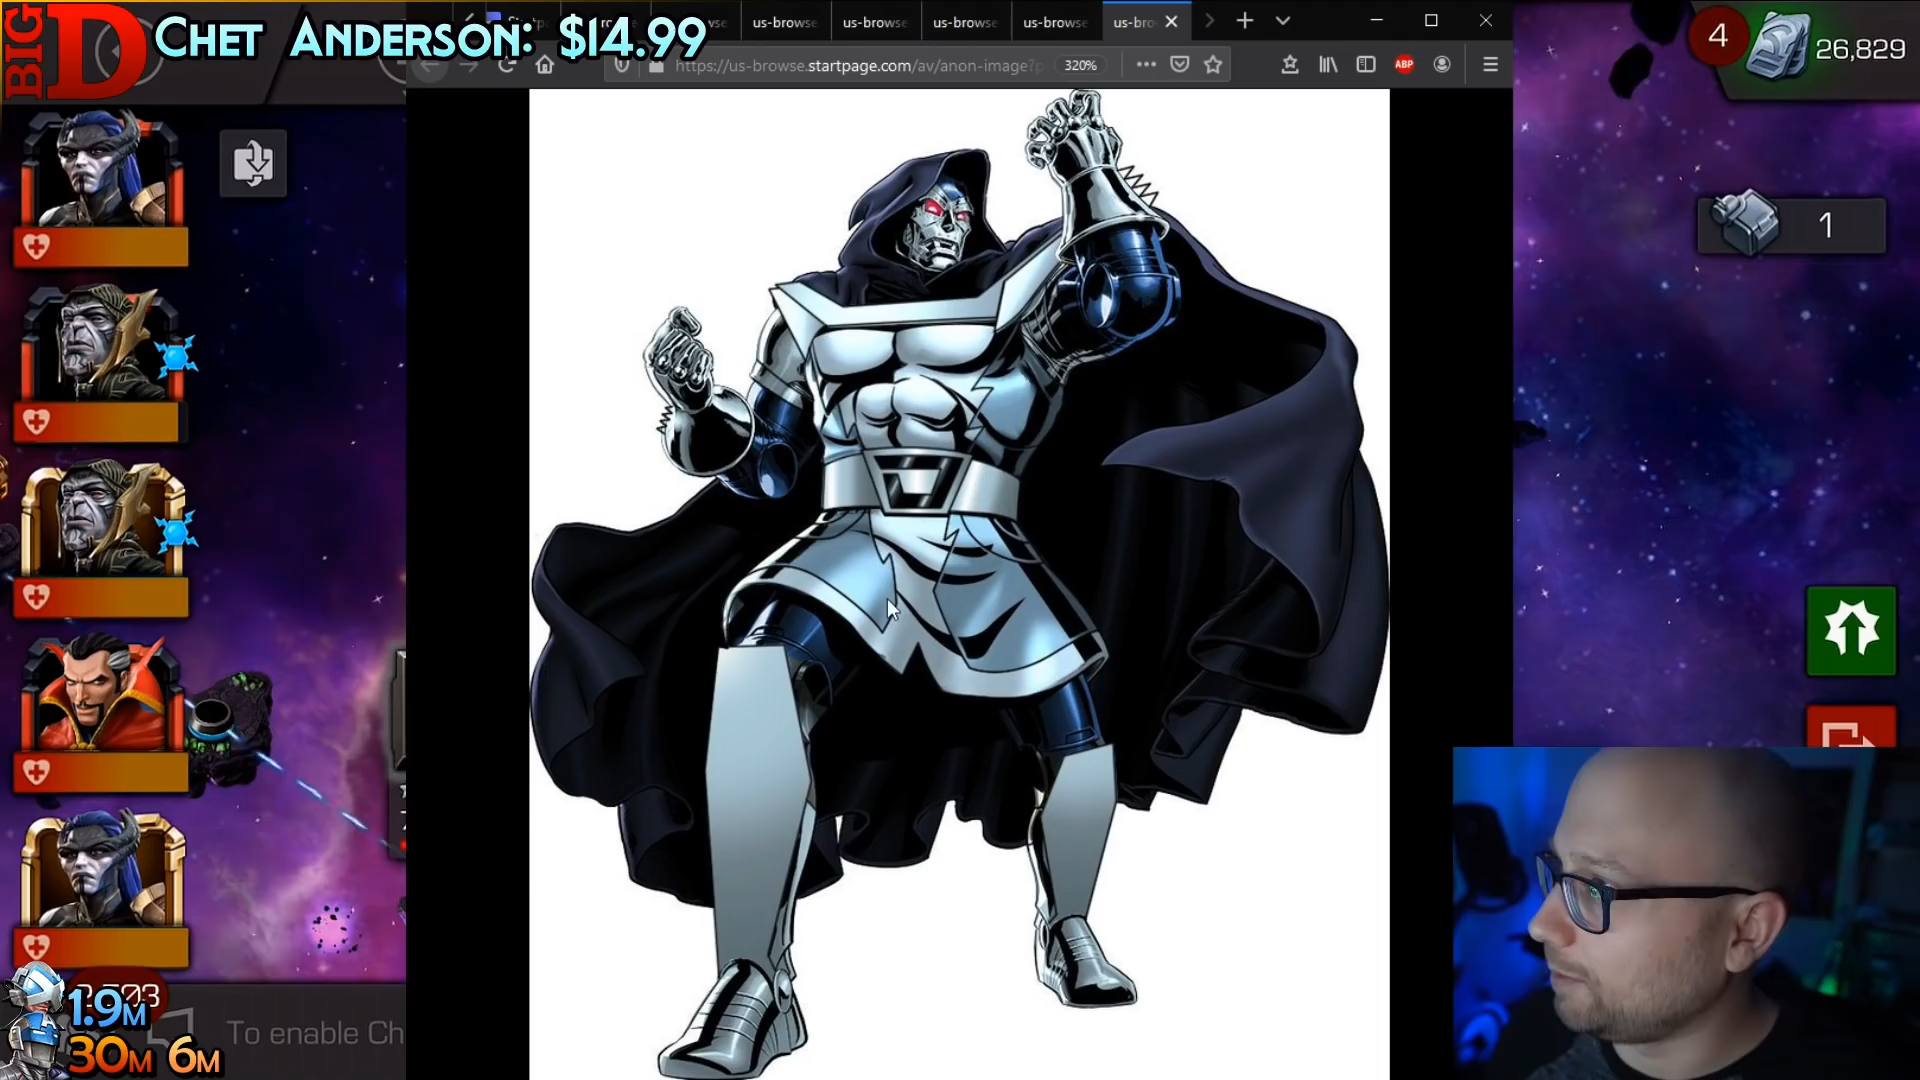 BIG D
CHET ANDERSON: $14.99
us-browse
us-browse
us-browse
us-browse
us-bro
https://us-browse.startpage.com/av/anon-image?p
320%
ABP
4
26,829
1
1.9M
30M 6M
To enable Ch